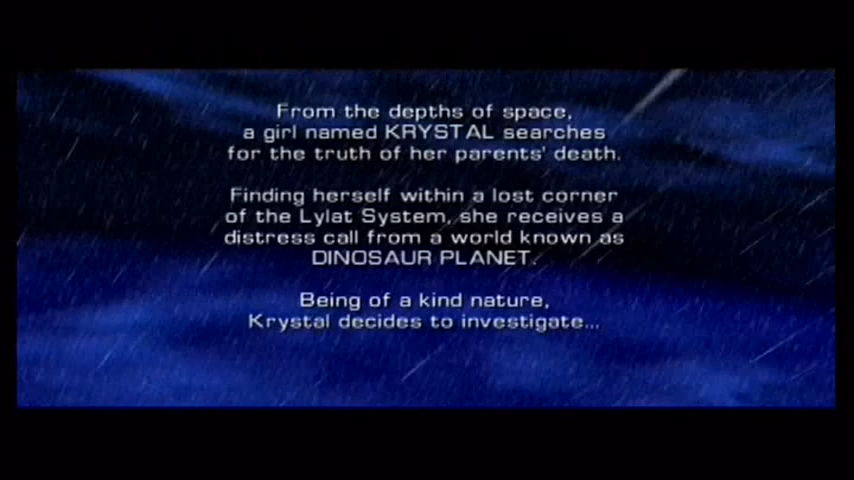 From the depths of space,
a girl named KRYSTAL searches
for the truth of her parents' death.
Finding herself within a lost corner
of the Lylat System, she receives a
distress call from a world known as
DINOSAUR PLANET.
Being of a kind nature,
Krystal decides to investigate...